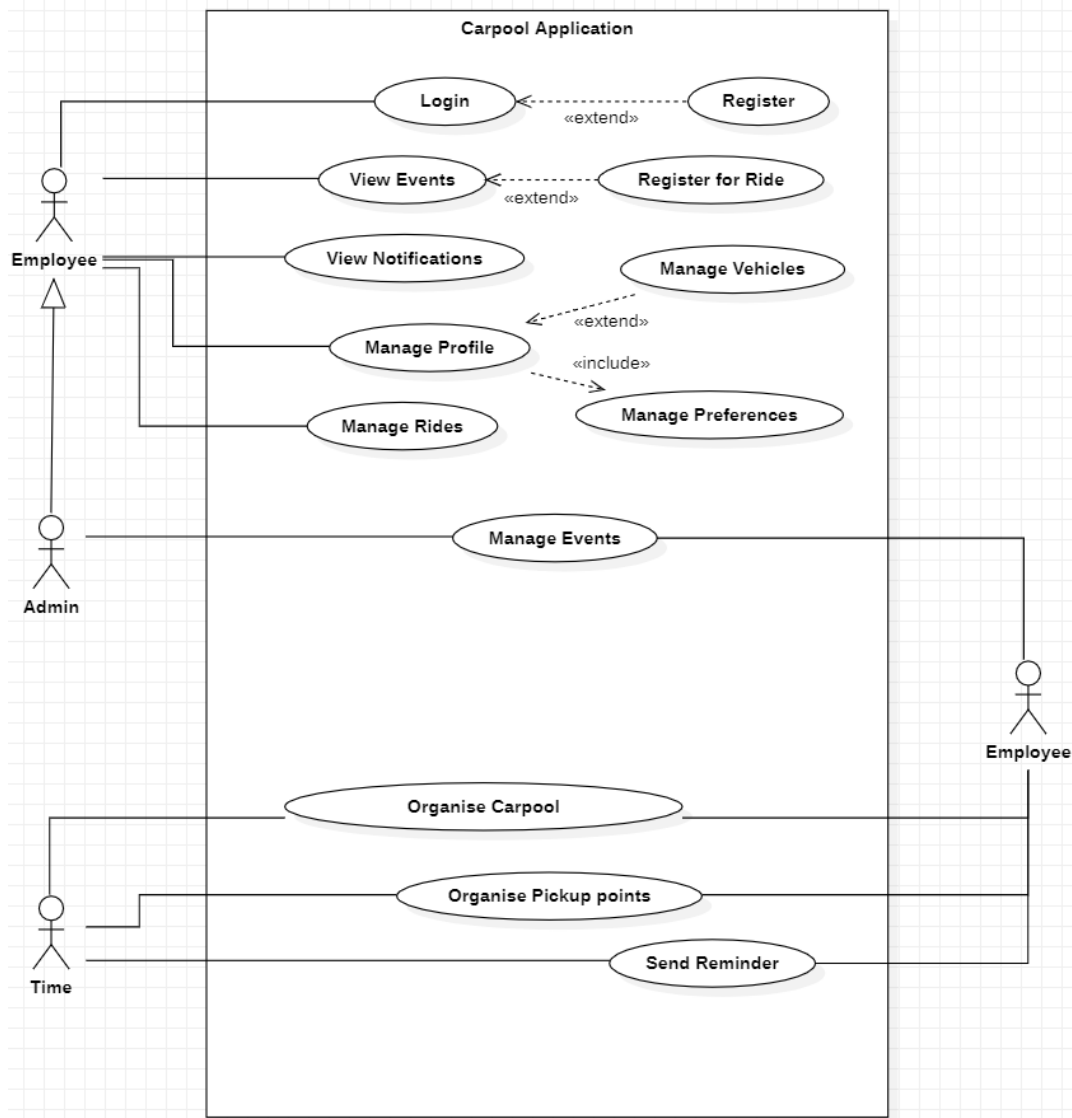 Carpool Application
Login
«extend»
Register
View Events
«extend»
Register for Ride
Employee
View Notifications
Manage Vehicles
«extend»
Manage Profile
«include»
Manage Preferences
Manage Rides
Manage Events
Admin
Employee
Organise Carpool
Organise Pickup points
Send Reminder
Time